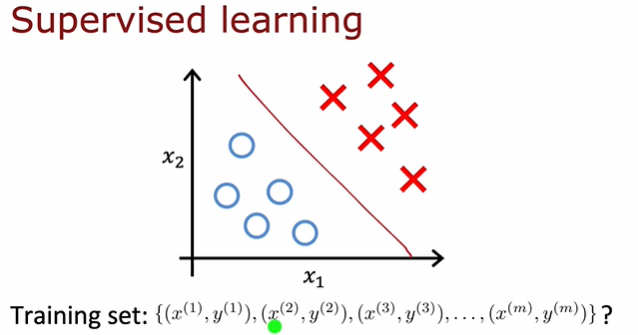 Supervised learning
x₂
x₁
Training set: {(x⁽¹⁾, y⁽¹⁾), (x⁽²⁾, y⁽²⁾), (x⁽³⁾, y⁽³⁾), . . . , (x⁽ᵐ⁾, y⁽ᵐ⁾)} ?